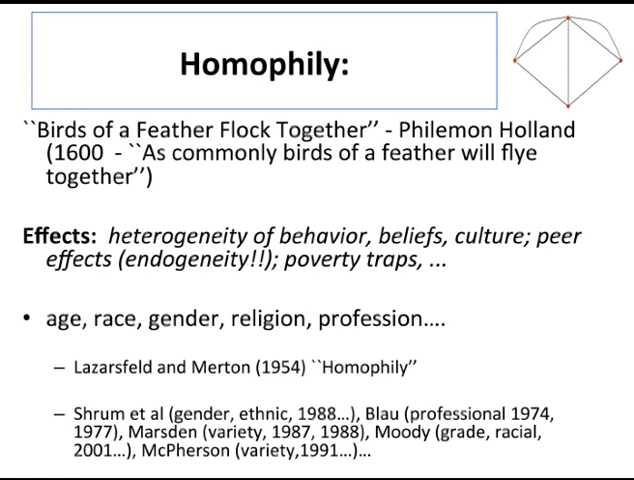 Homophily:
``Birds of a Feather Flock Together’’ - Philemon Holland
(1600 - ``As commonly birds of a feather will flye
together’’)
Effects: heterogeneity of behavior, beliefs, culture; peer
effects (endogeneity!!); poverty traps, ...
• age, race, gender, religion, profession….
– Lazarsfeld and Merton (1954) ``Homophily’’
– Shrum et al (gender, ethnic, 1988…), Blau (professional 1974,
1977), Marsden (variety, 1987, 1988), Moody (grade, racial,
2001…), McPherson (variety,1991…)…